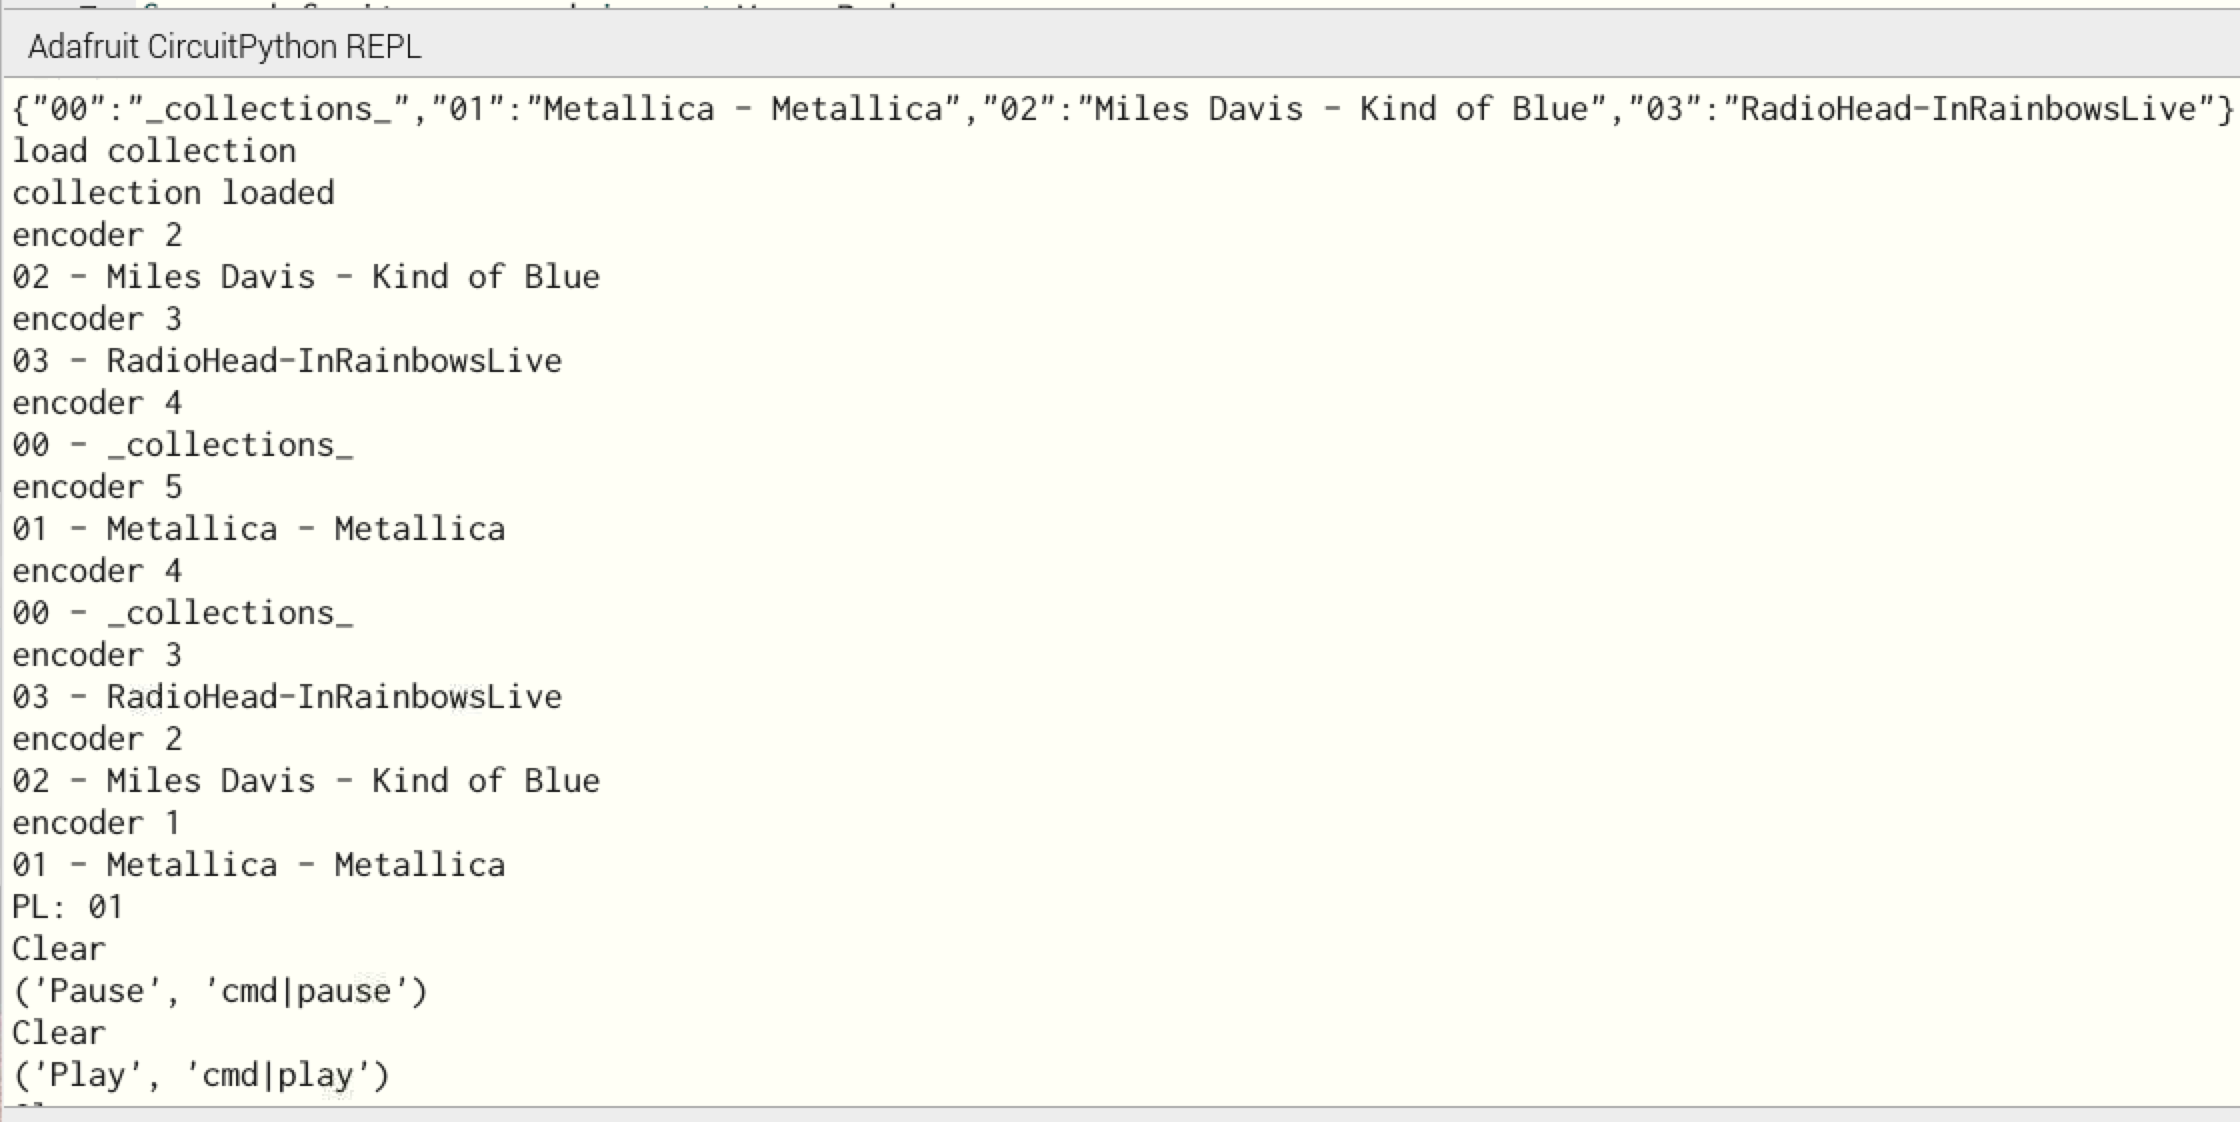 Adafruit CircuitPython REPL
{"00":"_collections_","01":"Metallica - Metallica","02":"Miles Davis - Kind of Blue","03":"RadioHead-InRainbowsLive"}
load collection
collection loaded
encoder 2
02 - Miles Davis - Kind of Blue
encoder 3
03 - RadioHead-InRainbowsLive
encoder 4
00 - _collections_
encoder 5
01 - Metallica - Metallica
encoder 4
00 - _collections_
encoder 3
03 - RadioHead-InRainbowsLive
encoder 2
02 - Miles Davis - Kind of Blue
encoder 1
01 - Metallica - Metallica
PL: 01
Clear
('Pause', 'cmd|pause')
Clear
('Play', 'cmd|play')